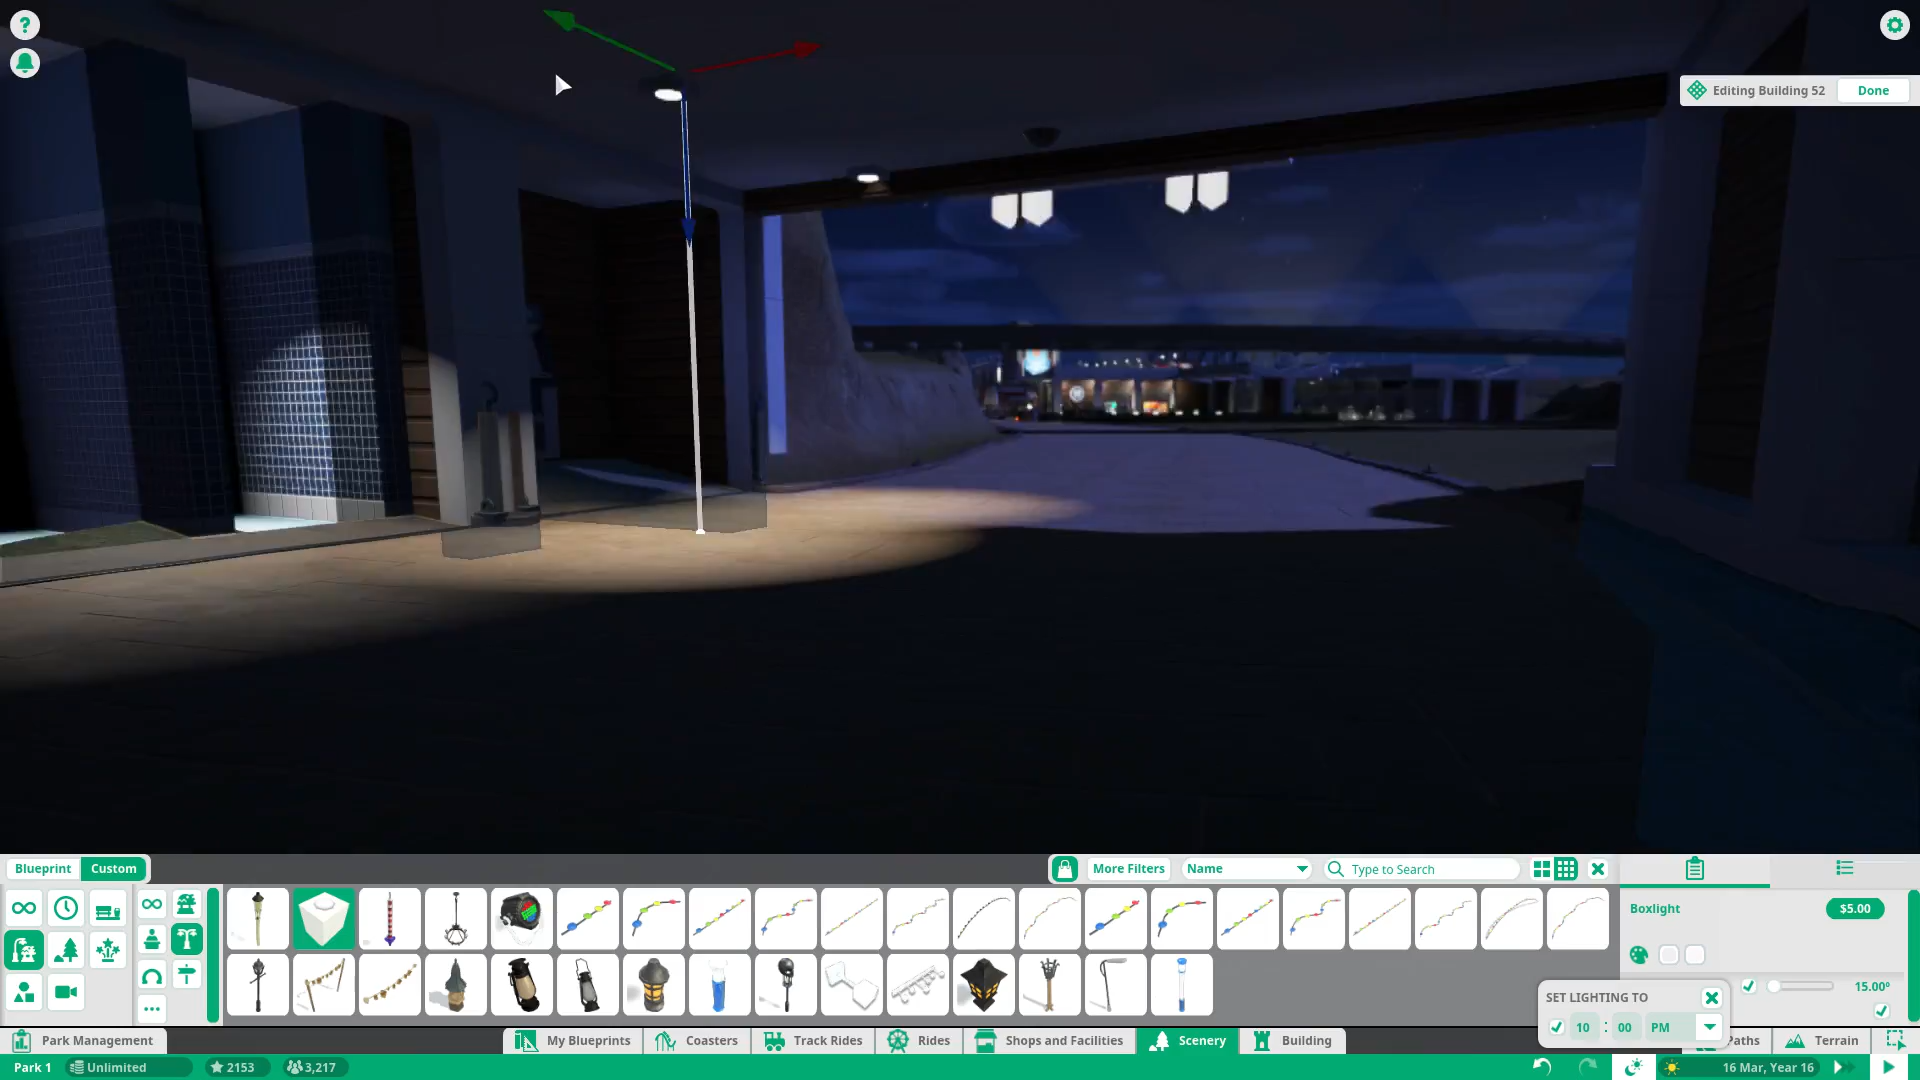 ?
Editing Building 52
Done
Blueprint
Custom
More Filters
Name
Type to Search
Boxlight
$5.00
15.00°
SET LIGHTING TO
10 : 00 PM
Park Management
My Blueprints
Coasters
Track Rides
Rides
Shops and Facilities
Scenery
Building
Paths
Terrain
Park 1
Unlimited
2153
3,217
16 Mar, Year 16